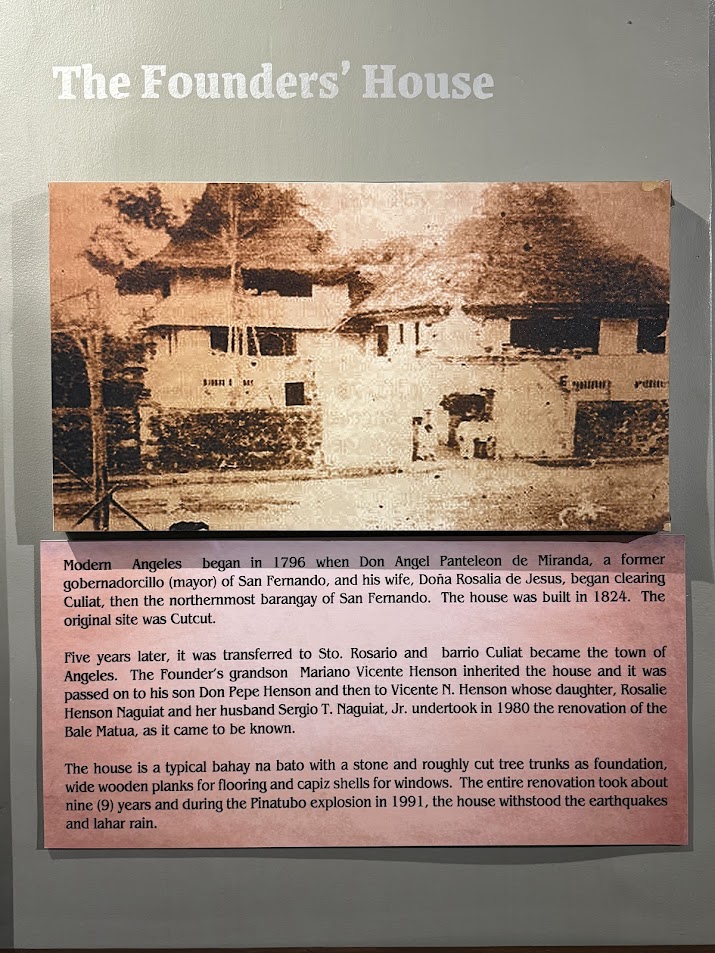 The Founders' House
Modern Angeles began in 1796 when Don Angel Panteleon de Miranda, a former
gobernadorcillo (mayor) of San Fernando, and his wife, Doña Rosalia de Jesus, began clearing
Culiat, then the northernmost barangay of San Fernando. The house was built in 1824. The
original site was Cutcut.
Five years later, it was transferred to Sto. Rosario and barrio Culiat became the town of
Angeles. The Founder's grandson Mariano Vicente Henson inherited the house and it was
passed on to his son Don Pepe Henson and then to Vicente N. Henson whose daughter, Rosalie
Henson Naguiat and her husband Sergio T. Naguiat, Jr. undertook in 1980 the renovation of the
Bale Matua, as it came to be known.
The house is a typical bahay na bato with a stone and roughly cut tree trunks as foundation,
wide wooden planks for flooring and capiz shells for windows. The entire renovation took about
nine (9) years and during the Pinatubo explosion in 1991, the house withstood the earthquakes
and lahar rain.